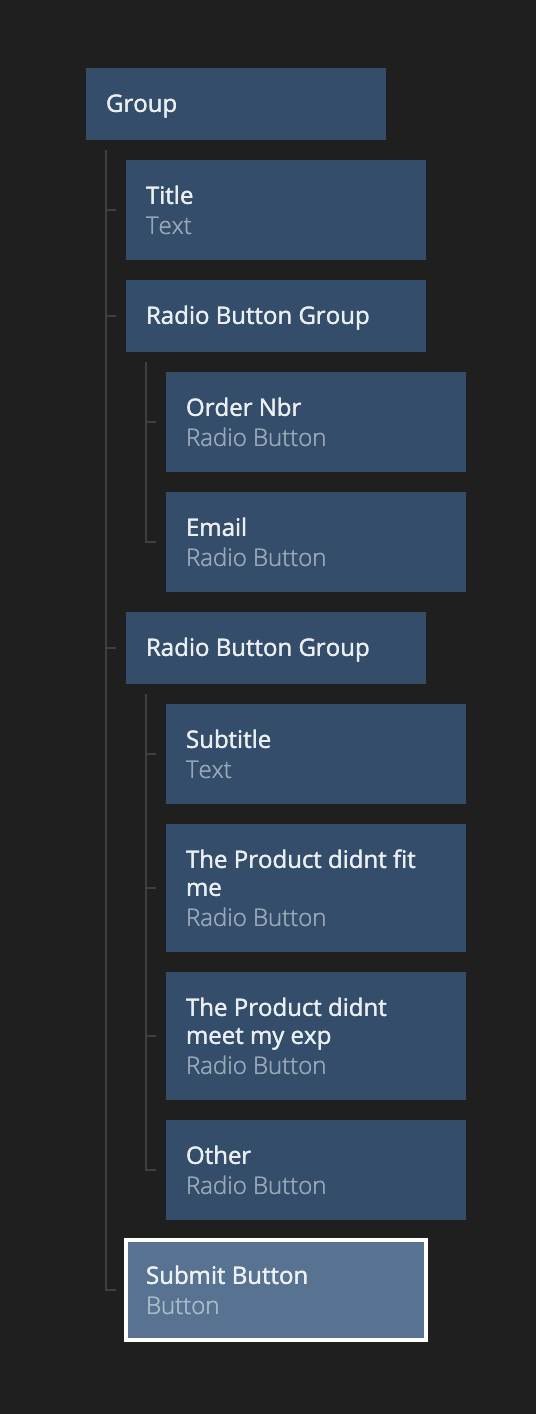 Group
Title
Text
Radio Button Group
Order Nbr
Radio Button
Email
Radio Button
Radio Button Group
Subtitle
Text
The Product didnt fit
me
Radio Button
The Product didnt
meet my exp
Radio Button
Other
Radio Button
Submit Button
Button